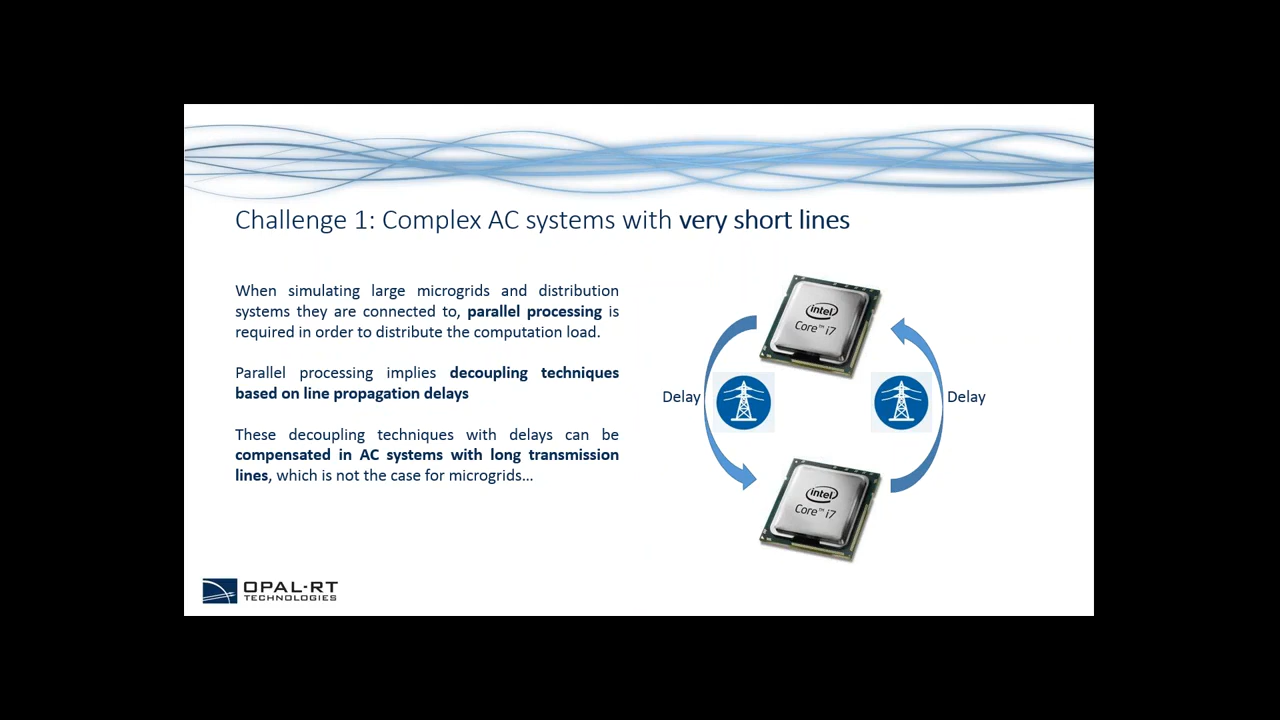 Challenge 1: Complex AC systems with very short lines
When simulating large microgrids and distribution
systems they are connected to, parallel processing is
required in order to distribute the computation load.
Parallel processing implies decoupling techniques
based on line propagation delays
These decoupling techniques with delays can be
compensated in AC systems with long transmission
lines, which is not the case for microgrids...
intel
Core™ i7
Delay
Delay
intel
Core™ i7
OPAL-RT
TECHNOLOGIES